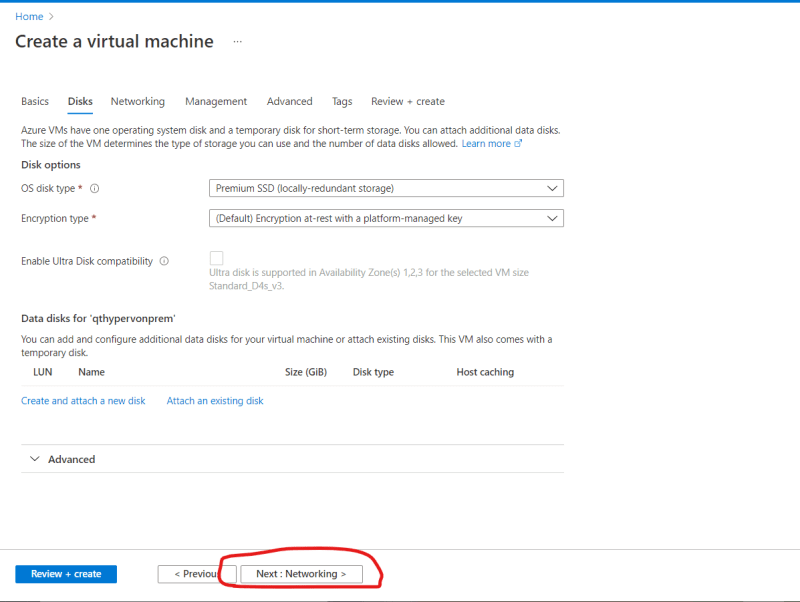 Home >
Create a virtual machine ...
Basics Disks Networking Management Advanced Tags Review + create
Azure VMs have one operating system disk and a temporary disk for short-term storage. You can attach additional data disks.
The size of the VM determines the type of storage you can use and the number of data disks allowed. Learn more
Disk options
OS disk type * Premium SSD (locally-redundant storage)
Encryption type * (Default) Encryption at-rest with a platform-managed key
Enable Ultra Disk compatibility
Ultra disk is supported in Availability Zone(s) 1,2,3 for the selected VM size
Standard_D4s_v3.
Data disks for 'qthypervonprem'
You can add and configure additional data disks for your virtual machine or attach existing disks. This VM also comes with a
temporary disk.
LUN Name Size (GiB) Disk type Host caching
Create and attach a new disk Attach an existing disk
Advanced
Review + create < Previou Next : Networking >